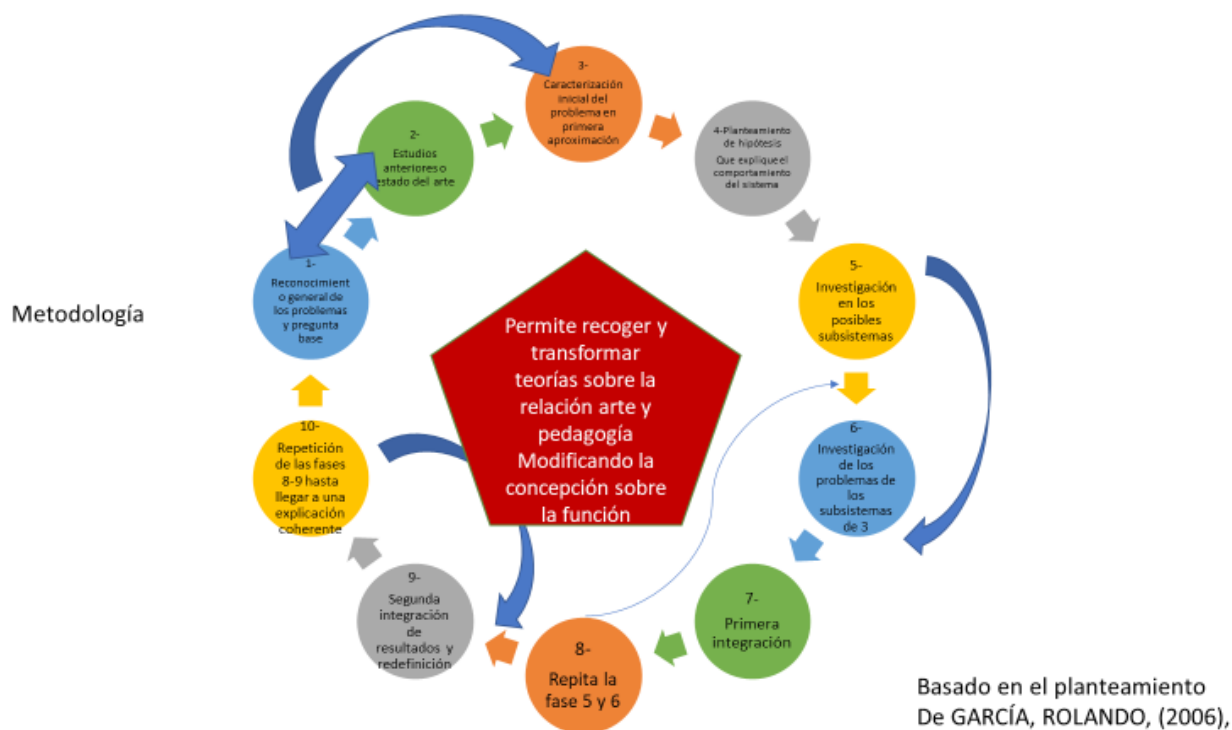 Metodología
1-
Reconocimient
o general de
los problemas
y pregunta
base
2-
Estudios
anteriores o
estado del arte
3-
Caracterización
inicial del
problema en
primera
aproximación
4-Planteamiento
de hipótesis
Que explique el
comportamiento
del sistema
5-
Investigación
en los
posibles
subsistemas
6-
Investigación
de los
problemas de
los
subsistemas
de 3
7-
Primera
integración
8-
Repita la
fase 5 y 6
9-
Segunda
integración
de
resultados y
redefinición
10-
Repetición
de las fases
8-9 hasta
llegar a una
explicación
coherente
Permite recoger y
transformar
teorías sobre la
relación arte y
pedagogía
Modificando la
concepción sobre
la función
Basado en el planteamiento
De GARCÍA, ROLANDO, (2006),